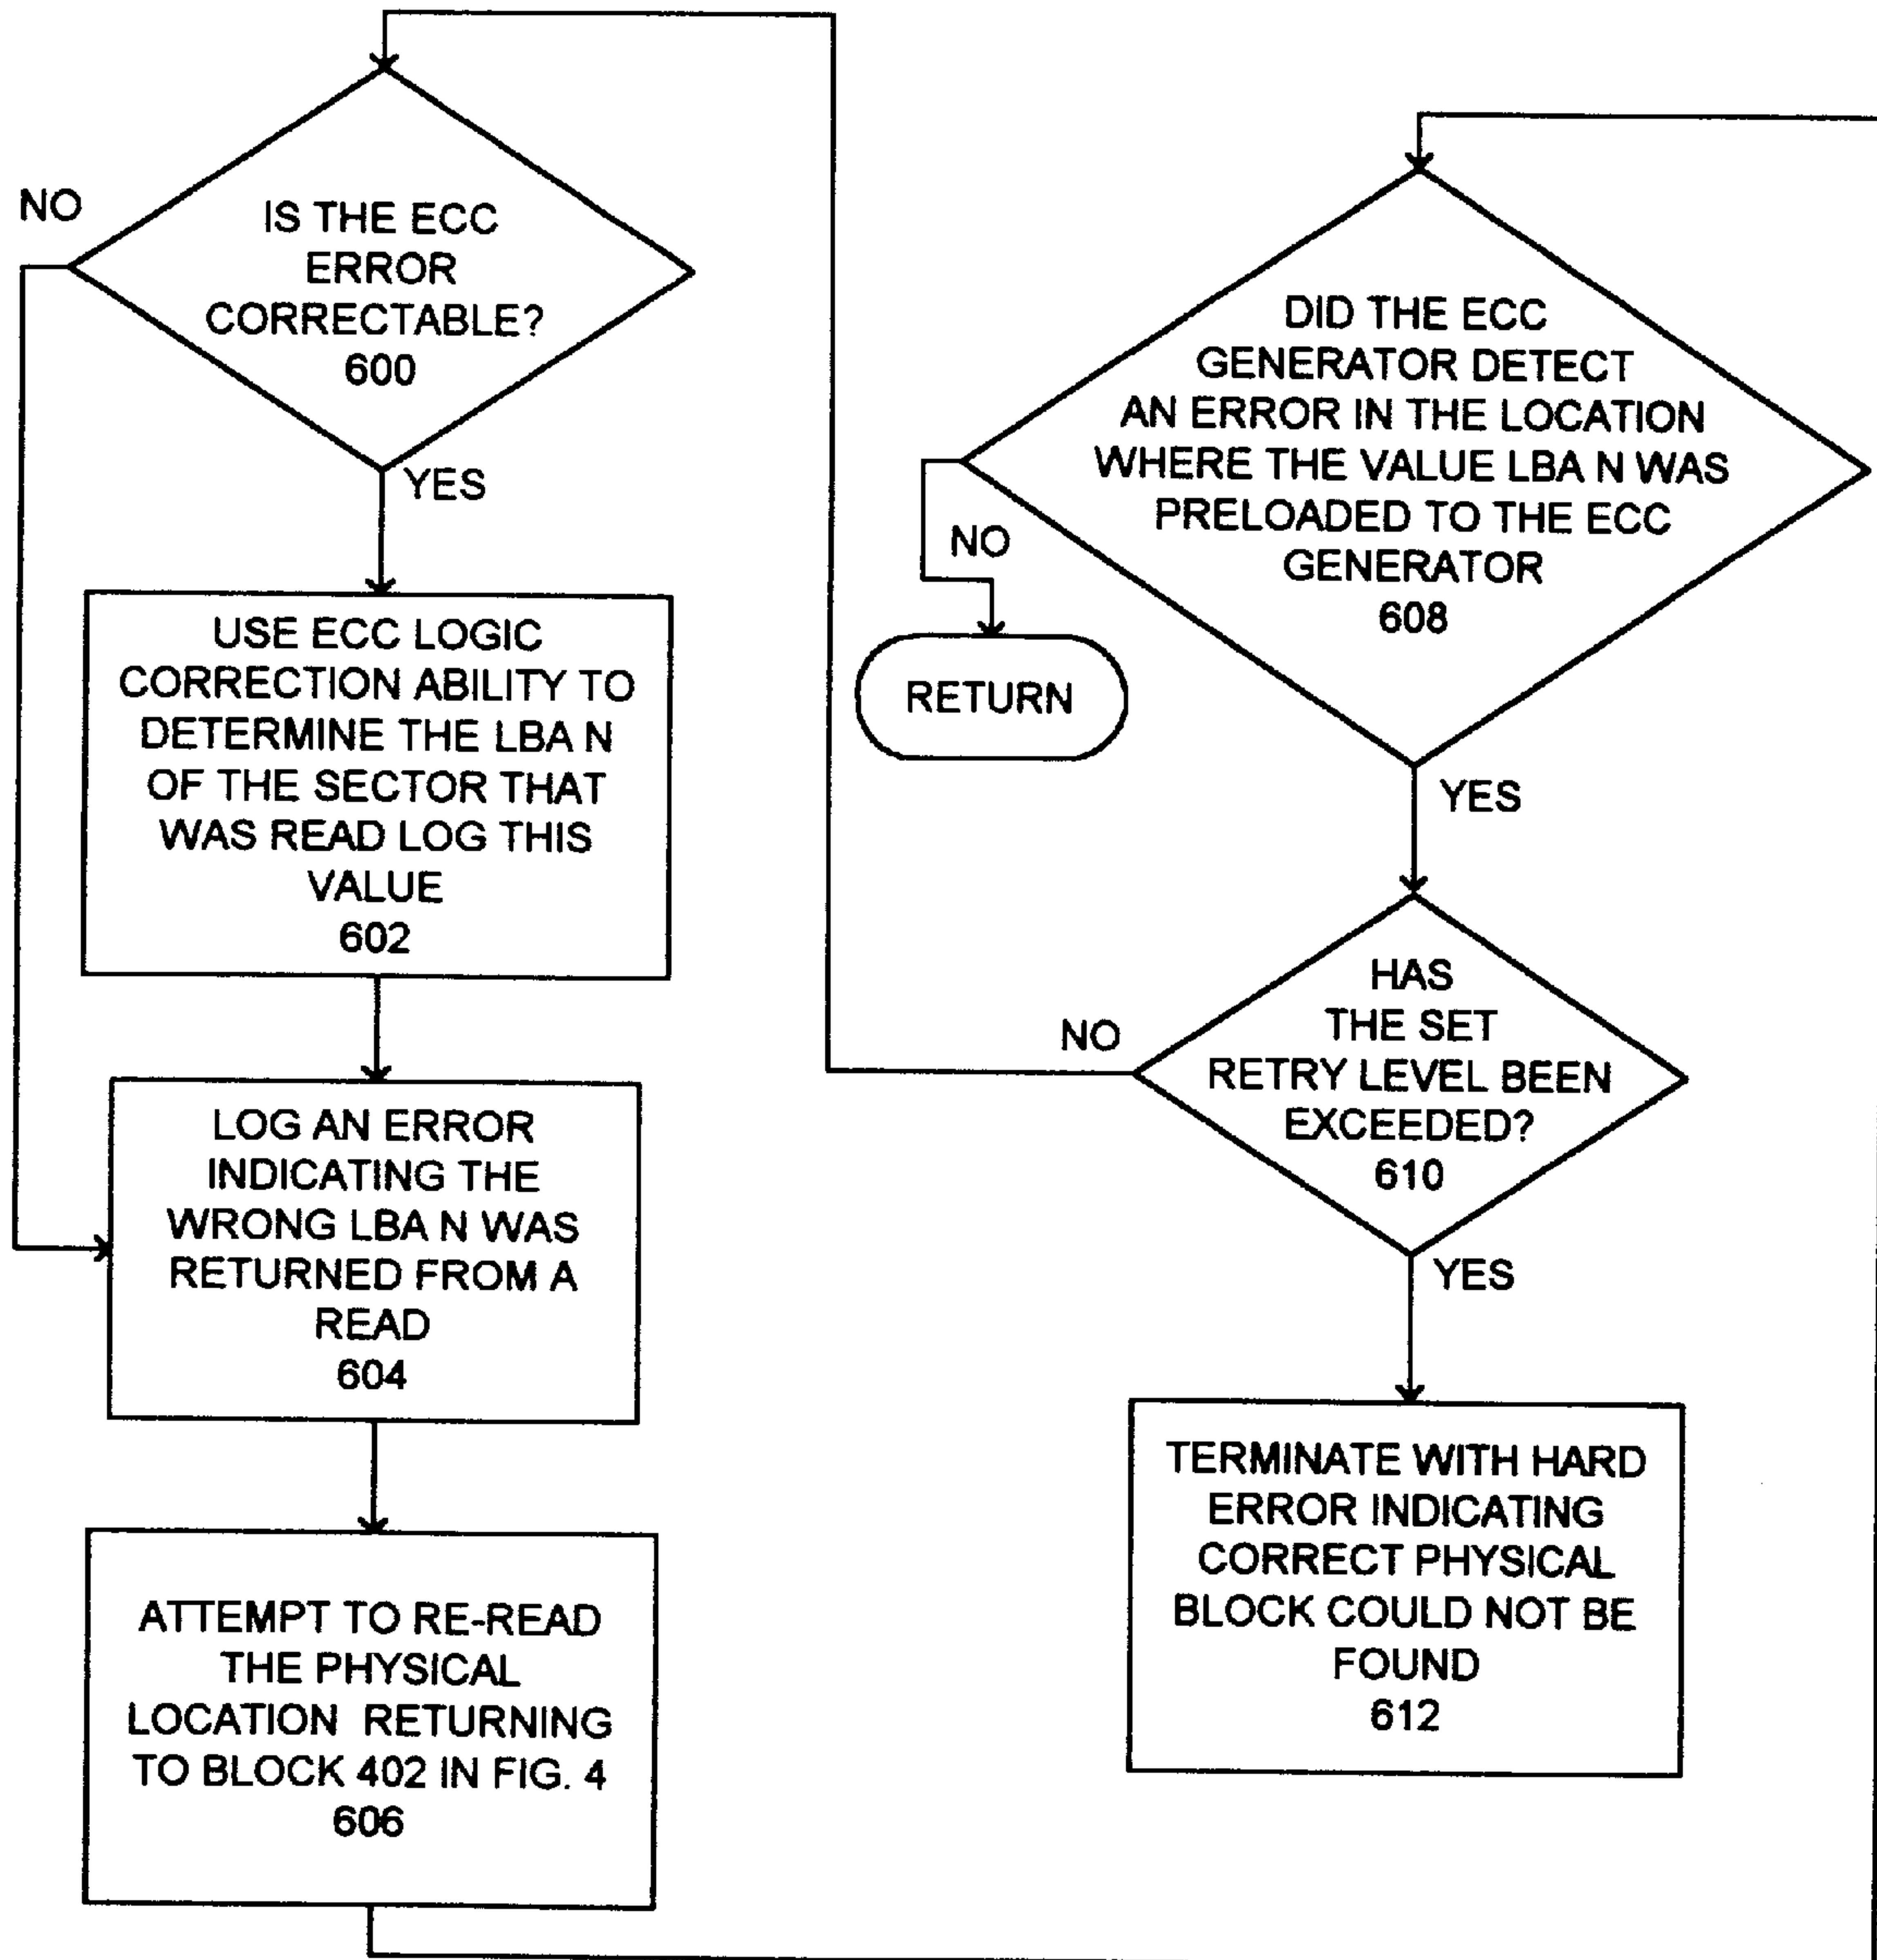 NO
IS THE ECC
ERROR
CORRECTABLE?
600
YES
USE ECC LOGIC
CORRECTION ABILITY TO
DETERMINE THE LBA N
OF THE SECTOR THAT
WAS READ LOG THIS
VALUE
602
LOG AN ERROR
INDICATING THE
WRONG LBA N WAS
RETURNED FROM A
READ
604
ATTEMPT TO RE-READ
THE PHYSICAL
LOCATION RETURNING
TO BLOCK 402 IN FIG. 4
606
DID THE ECC
GENERATOR DETECT
AN ERROR IN THE LOCATION
WHERE THE VALUE LBA N WAS
PRELOADED TO THE ECC
GENERATOR
608
NO
RETURN
YES
HAS
THE SET
RETRY LEVEL BEEN
EXCEEDED?
610
NO
YES
TERMINATE WITH HARD
ERROR INDICATING
CORRECT PHYSICAL
BLOCK COULD NOT BE
FOUND
612